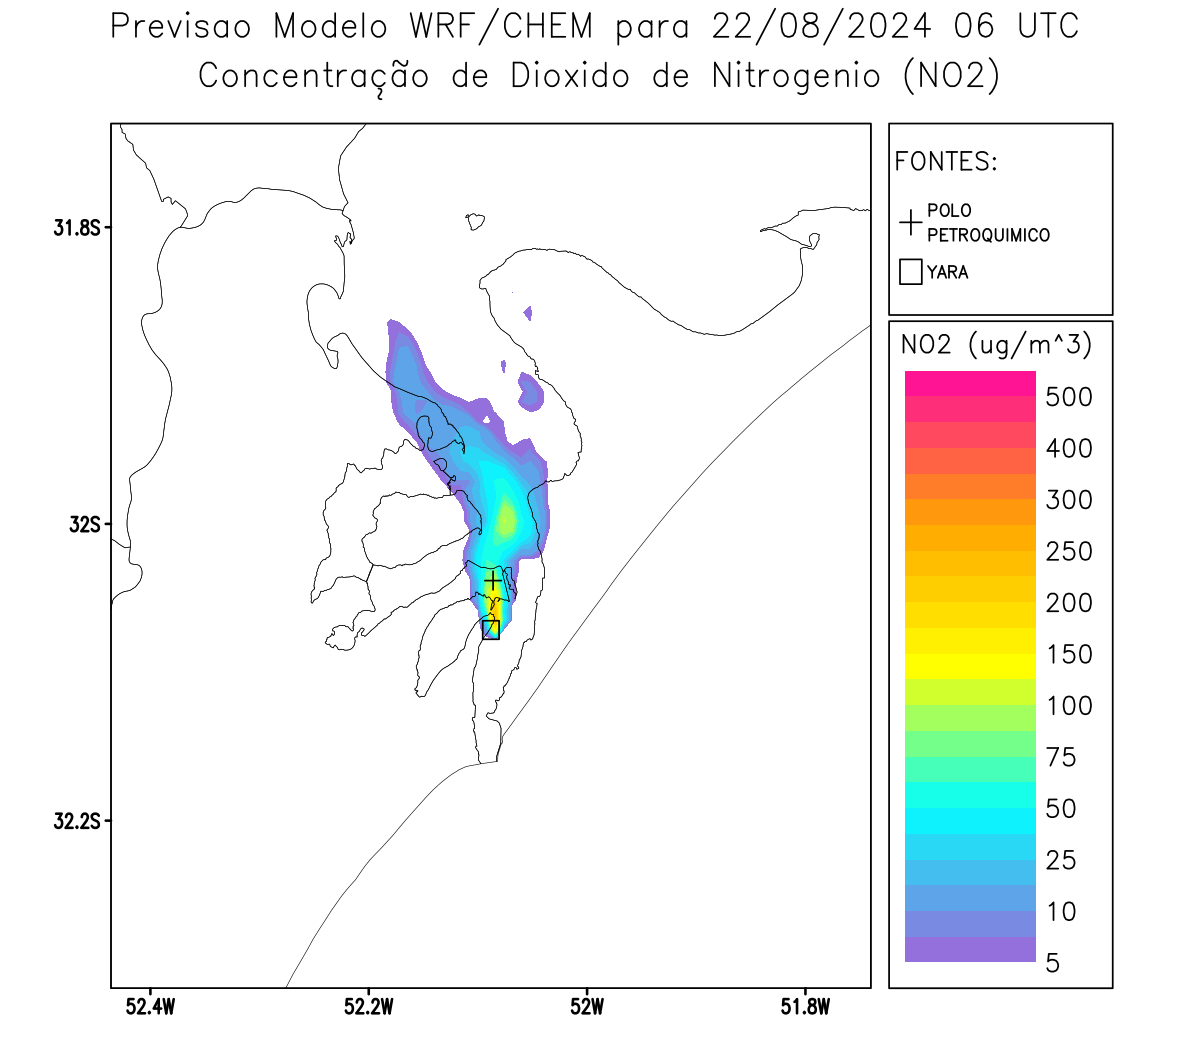 Previsao Modelo WRF/CHEM para 22/08/2024 06 UTC
Concentração de Dioxido de Nitrogenio (NO2)
FONTES:
POLO
PETROQUIMICO
YARA
NO2 (ug/m^3)
500
400
300
250
200
150
100
75
50
25
10
5
31.8S
32S
32.2S
52.4W
52.2W
52W
51.8W